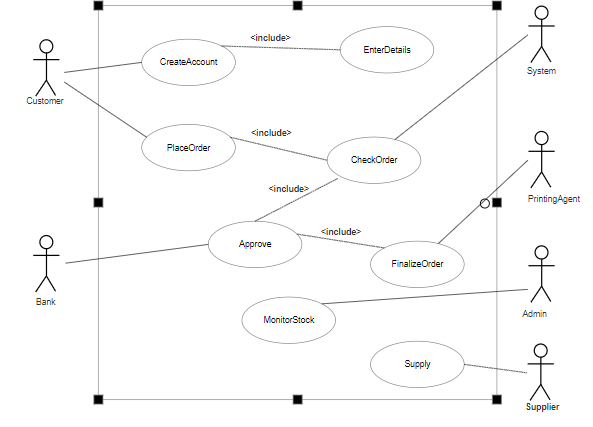 <include>
CreateAccount
EnterDetails
System
Customer
<include>
PlaceOrder
CheckOrder
<include>
PrintingAgent
<include>
Approve
FinalizeOrder
Bank
Admin
MonitorStock
Supply
Supplier